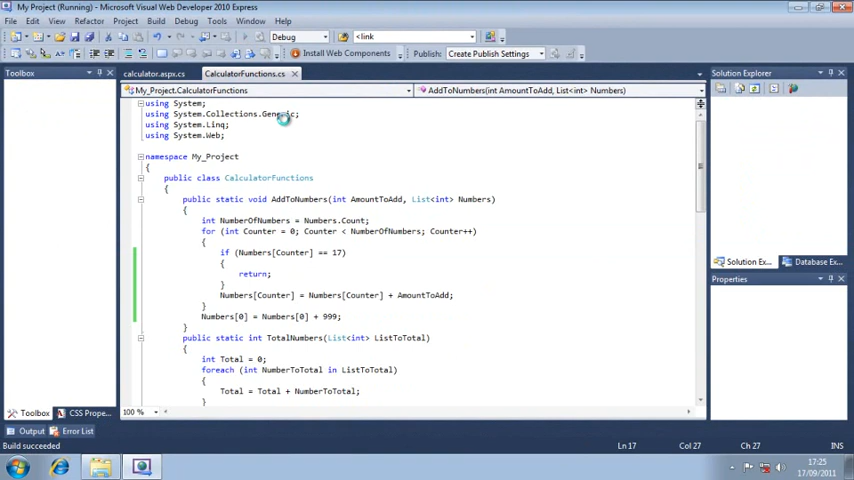 My Project (Running) - Microsoft Visual Web Developer 2010 Express
File Edit View Refactor Project Build Debug Tools Window Help
Debug <link
Install Web Components Publish: Create Publish Settings
Toolbox
calculator.aspx.cs CalculatorFunctions.cs
Solution Explorer
My_Project.CalculatorFunctions AddToNumbers(int AmountToAdd, List<int> Numbers)
using System;
using System.Collections.Generic;
using System.Linq;
using System.Web;
namespace My_Project
{
public class CalculatorFunctions
{
public static void AddToNumbers(int AmountToAdd, List<int> Numbers)
{
int NumberOfNumbers = Numbers.Count;
for (int Counter = 0; Counter < NumberOfNumbers; Counter++)
{
if (Numbers[Counter] == 17)
{
return;
}
Numbers[Counter] = Numbers[Counter] + AmountToAdd;
}
Numbers[0] = Numbers[0] + 999;
}
public static int TotalNumbers(List<int> ListToTotal)
{
int Total = 0;
foreach (int NumberToTotal in ListToTotal)
{
Total = Total + NumberToTotal;
}
Solution Ex... Database Ex...
Properties
100 %
Toolbox CSS Prope...
Output Error List
Build succeeded Ln 17 Col 27 Ch 27 INS
17:25
17/09/2011